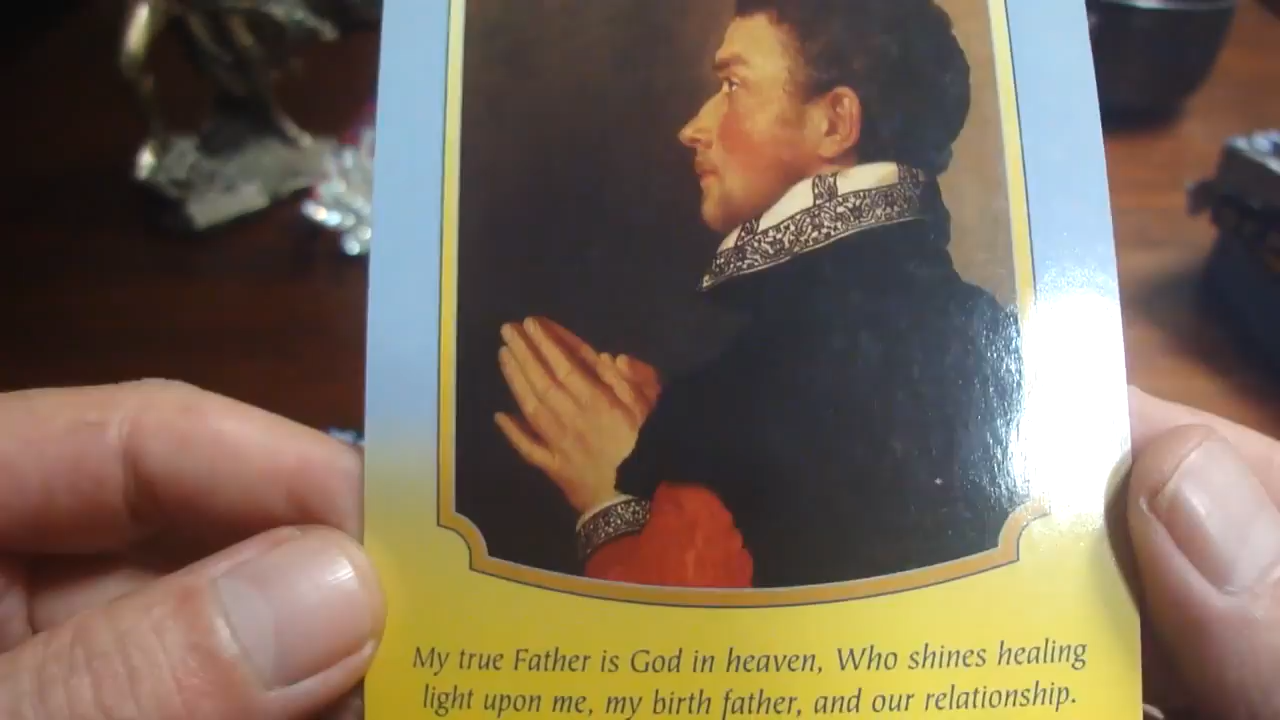 My true Father is God in heaven, Who shines healing
light upon me, my birth father, and our relationship.